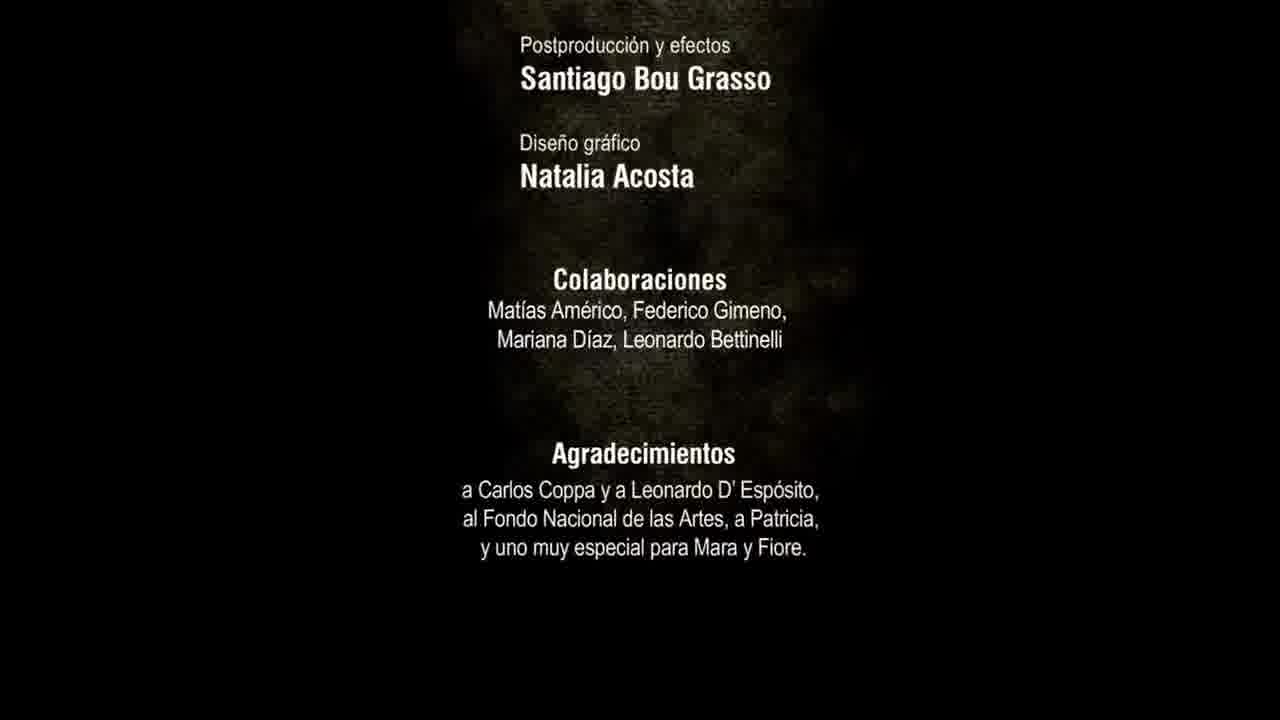 Postproducción y efectos
Santiago Bou Grasso
Diseño gráfico
Natalia Acosta
Colaboraciones
Matías Américo, Federico Gimeno,
Mariana Díaz, Leonardo Bettinelli
Agradecimientos
a Carlos Coppa y a Leonardo D' Espósito,
al Fondo Nacional de las Artes, a Patricia,
y uno muy especial para Mara y Fiore.